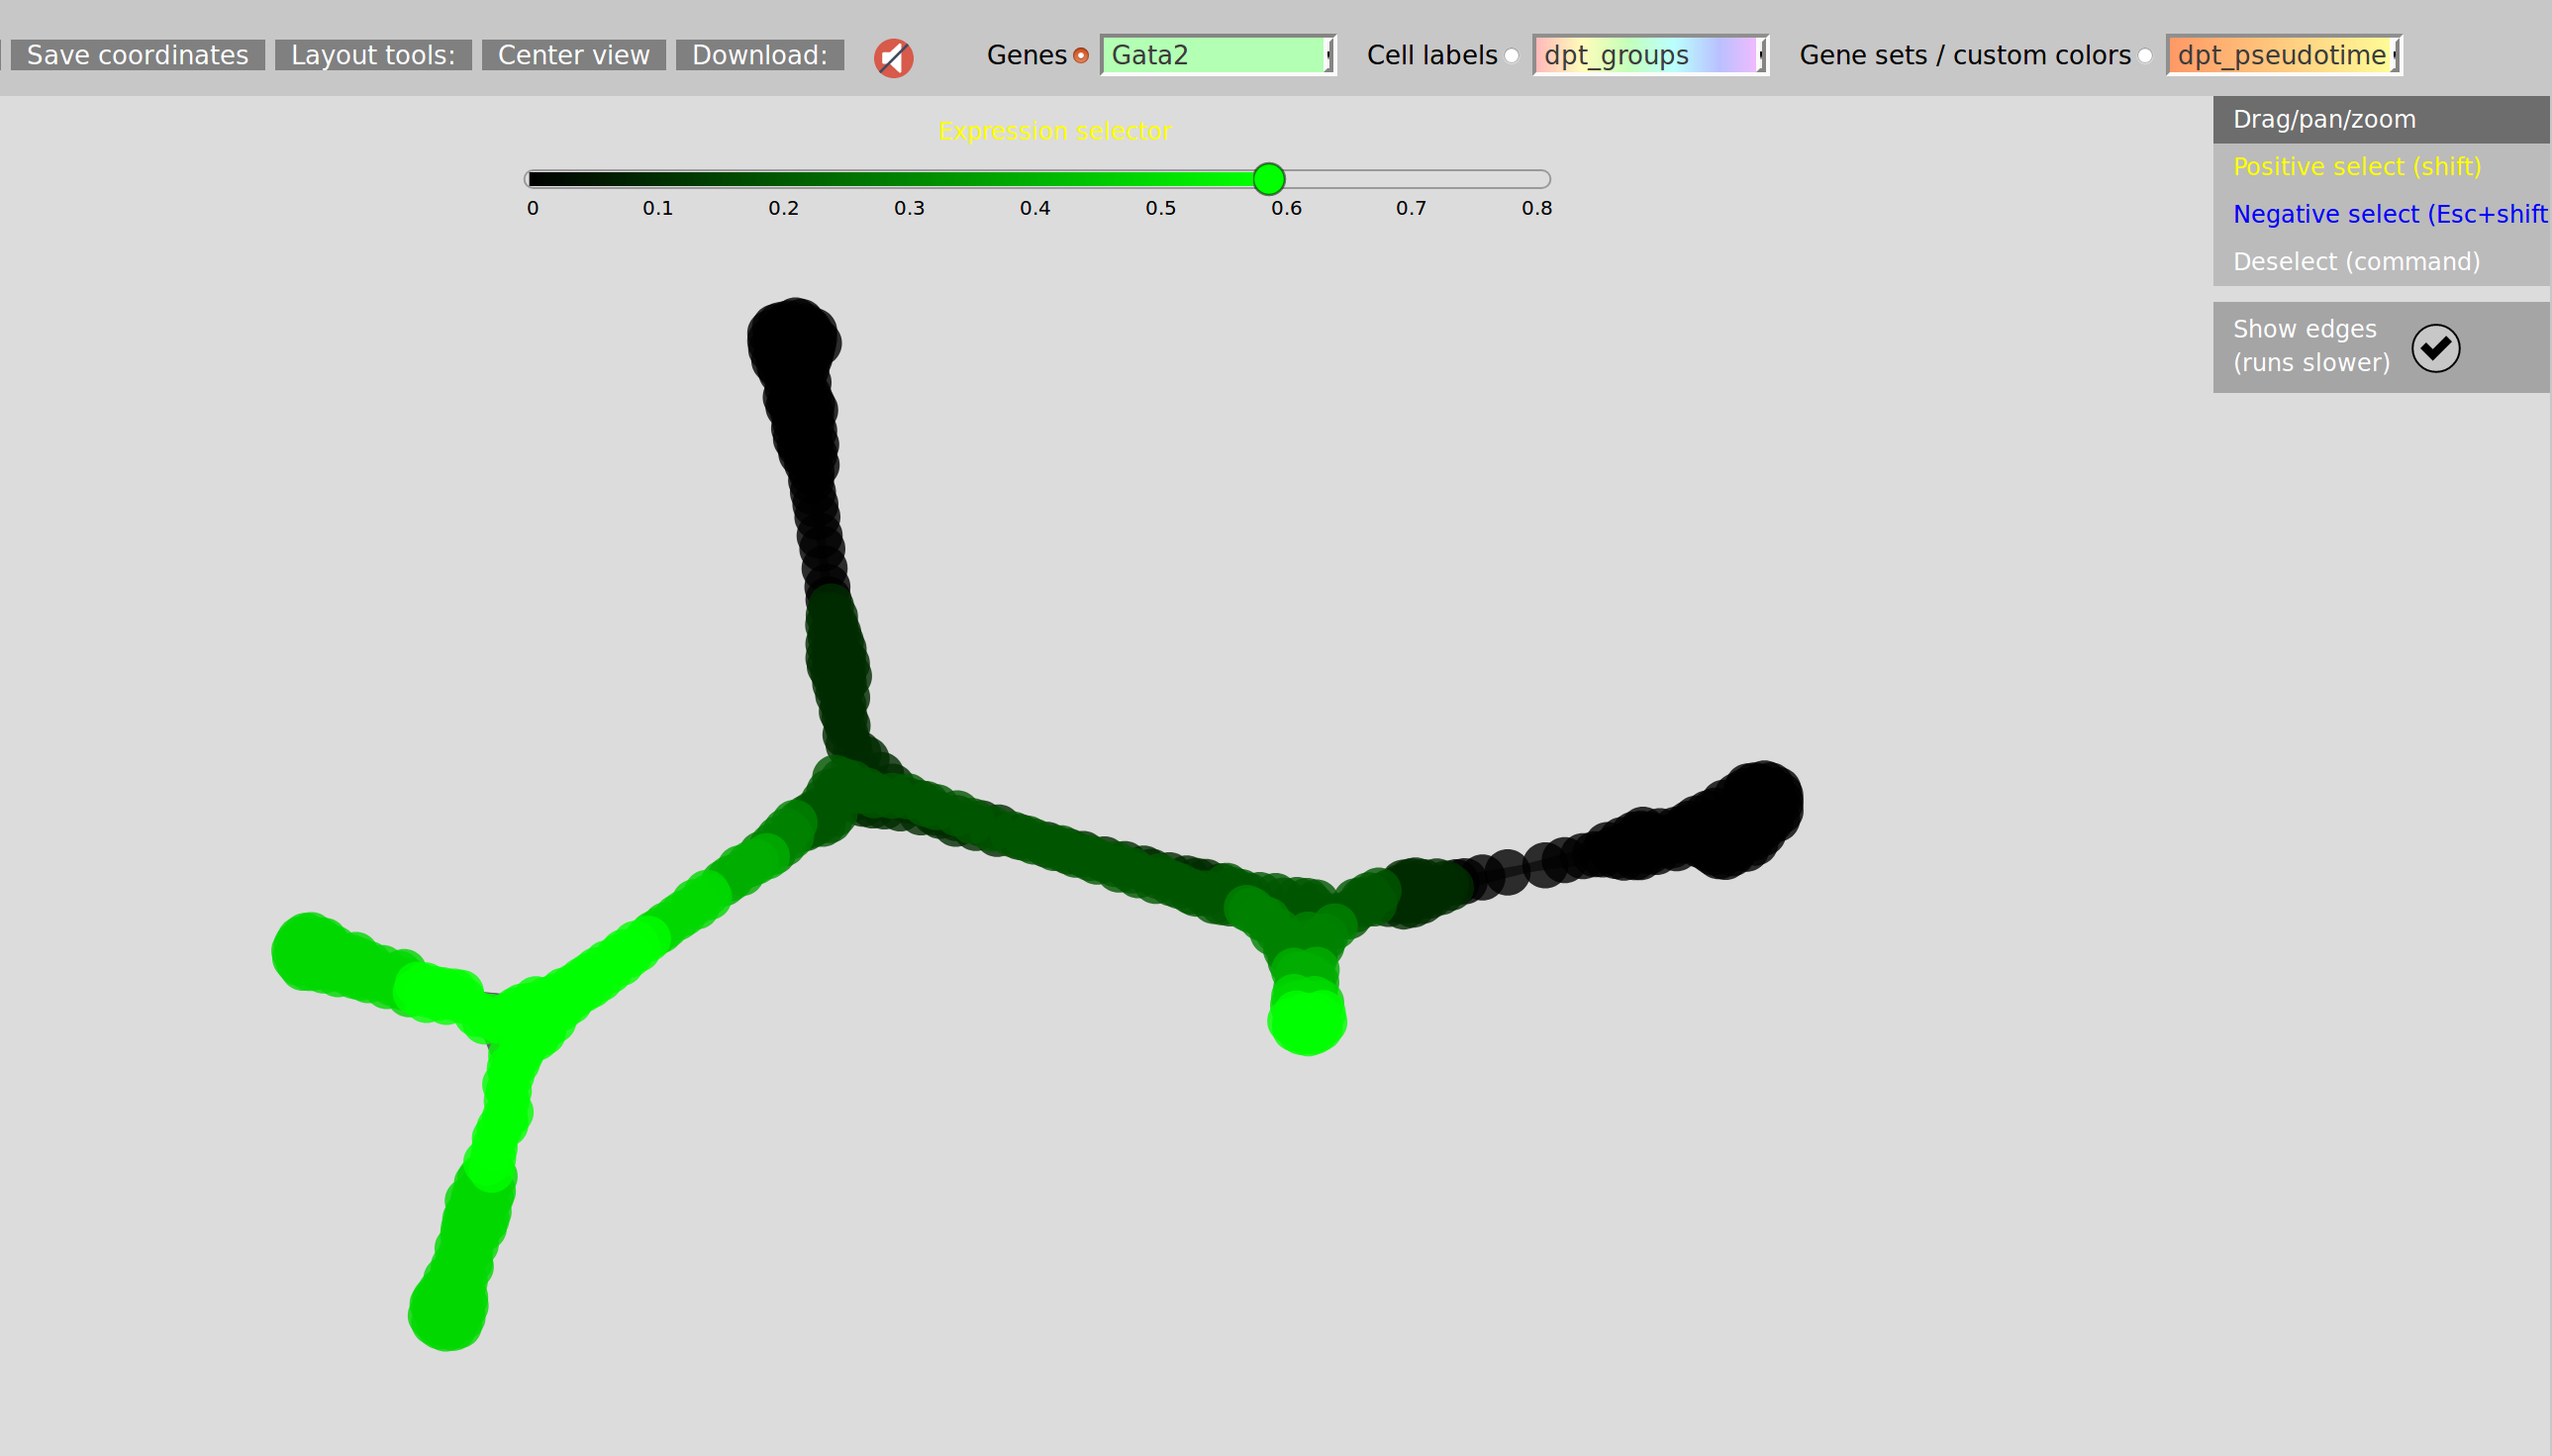 Save coordinates Layout tools: Center view Download: Genes Gata2 Cell labels dpt_groups Gene sets / custom colors dpt_pseudotime
Expression selector
0 0.1 0.2 0.3 0.4 0.5 0.6 0.7 0.8
Drag/pan/zoom
Positive select (shift)
Negative select (Esc+shift
Deselect (command)
Show edges
(runs slower)